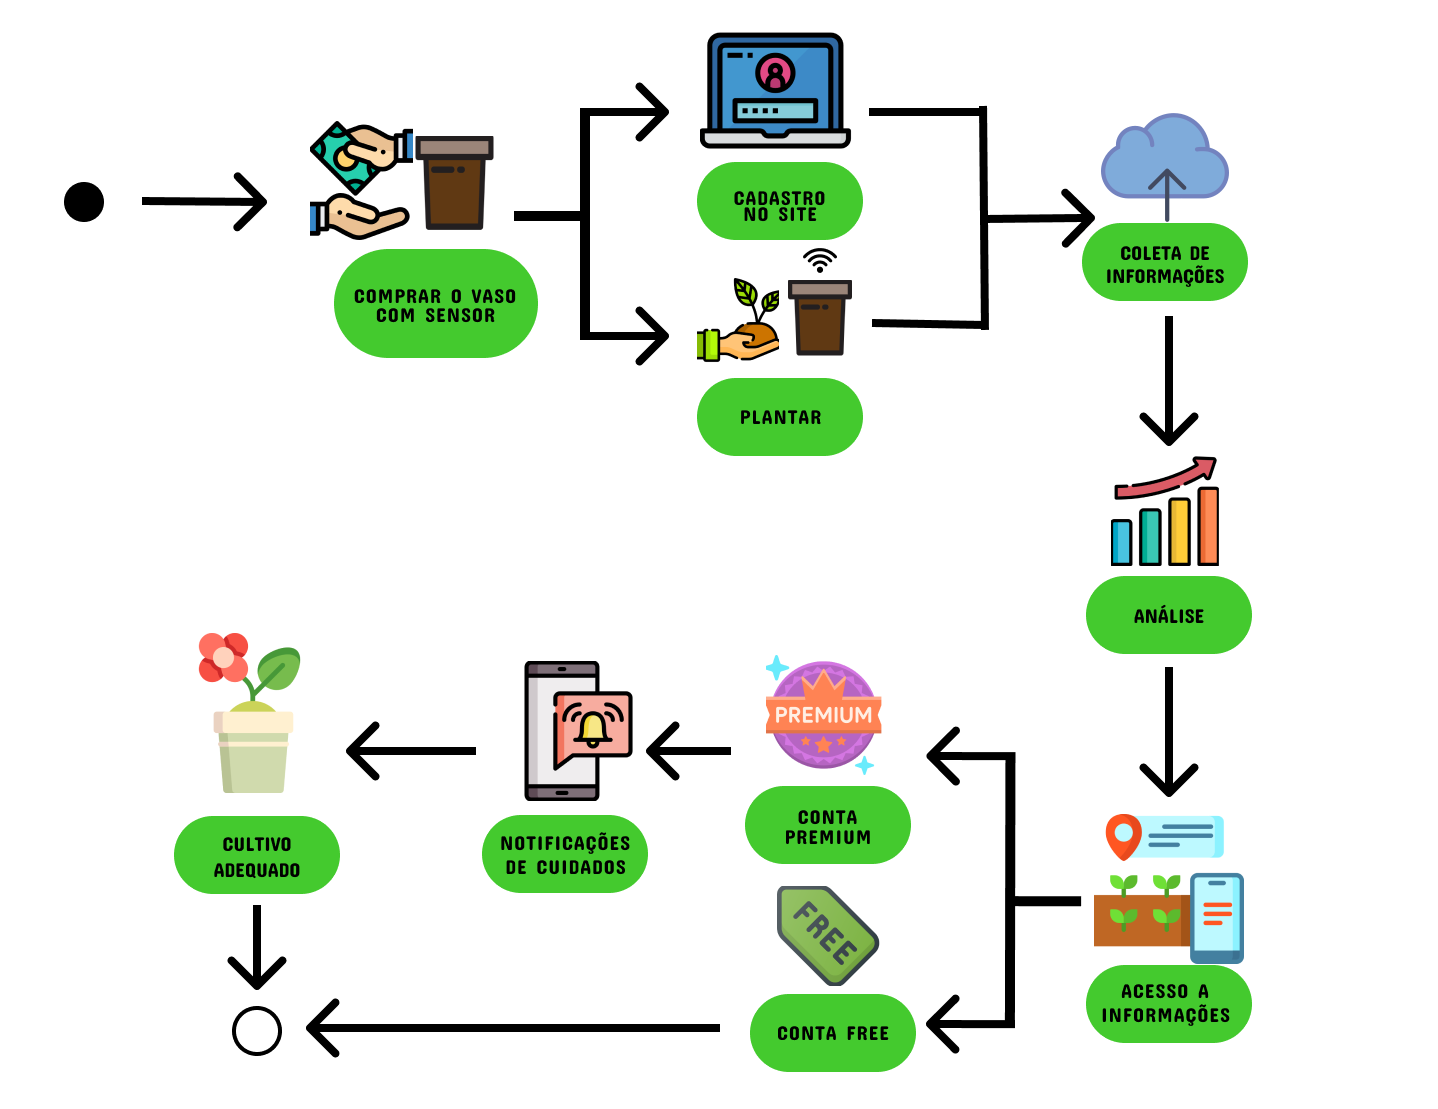 COMPRAR O VASO
COM SENSOR
CADASTRO
NO SITE
PLANTAR
COLETA DE
INFORMAÇÕES
ANÁLISE
ACESSO A
INFORMAÇÕES
PREMIUM
CONTA
PREMIUM
FREE
CONTA FREE
NOTIFICAÇÕES
DE CUIDADOS
CULTIVO
ADEQUADO